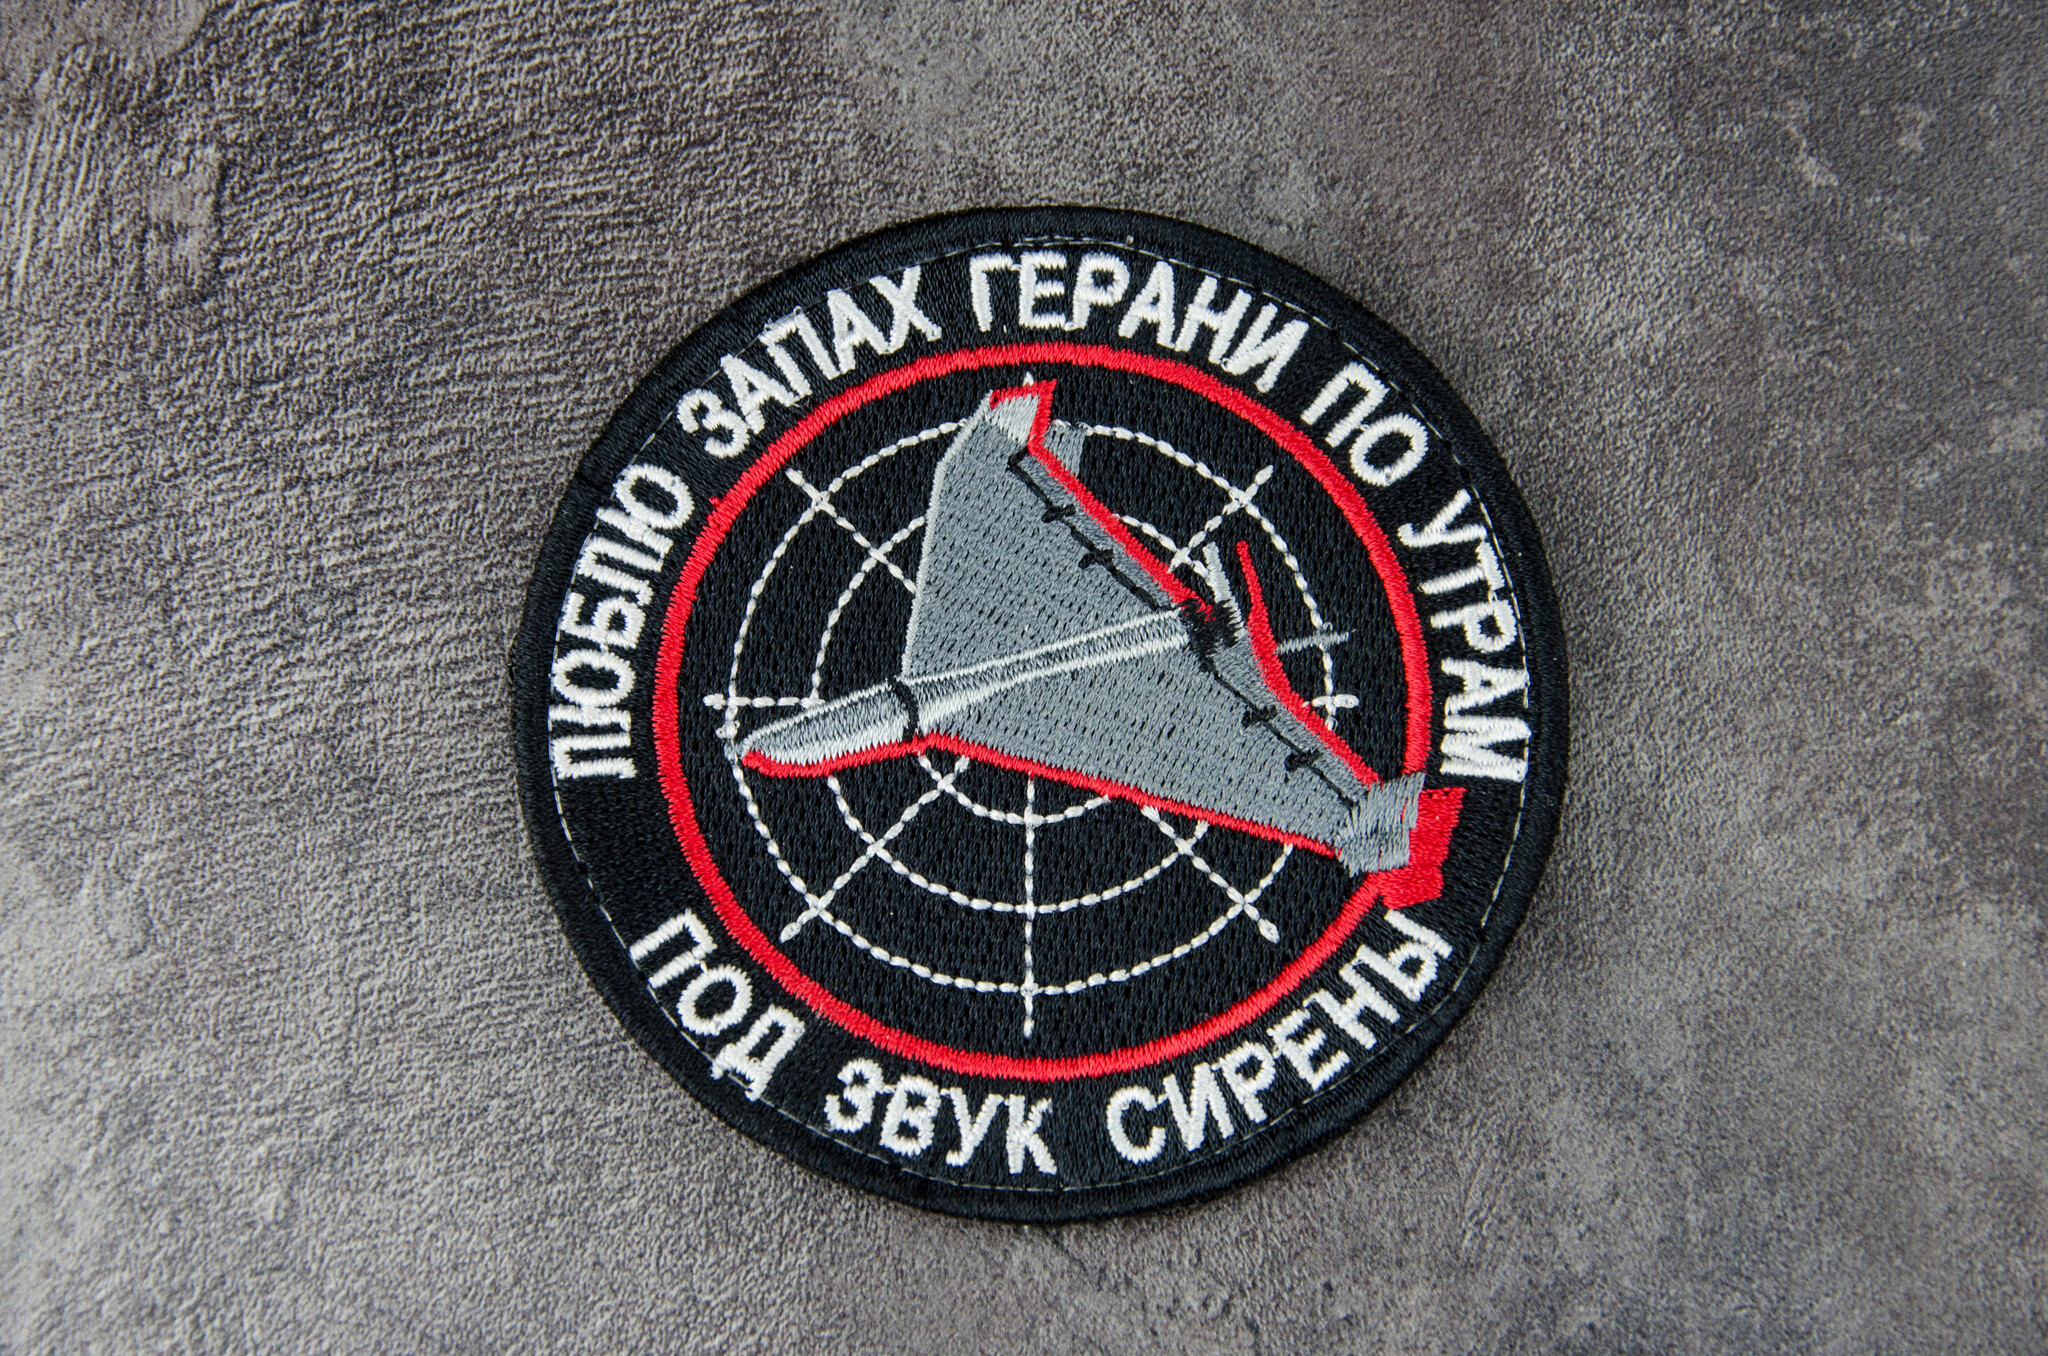 ЛЮБЛЮ ЗАПАХ ГЕРАНИ ПО УТРАМ
ПОД ЗВУК СИРЕНЫ